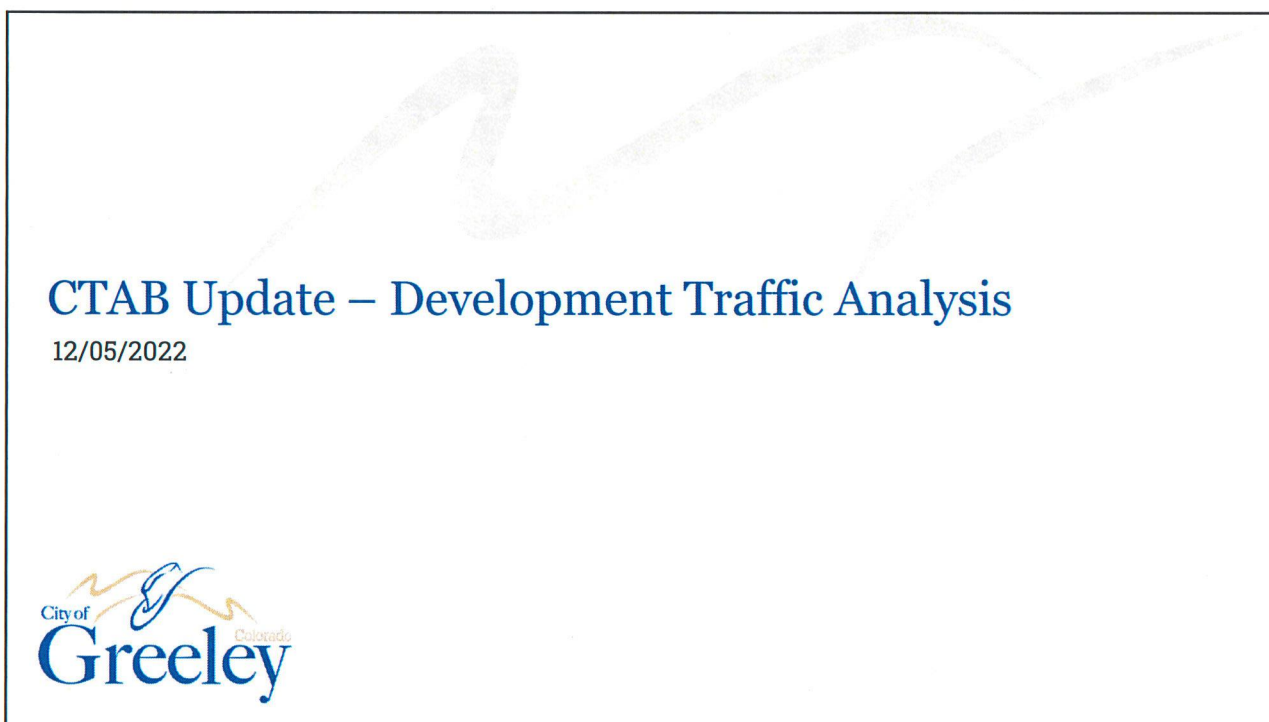 CTAB Update – Development Traffic Analysis
12/05/2022
City of
Colorado
Greeley